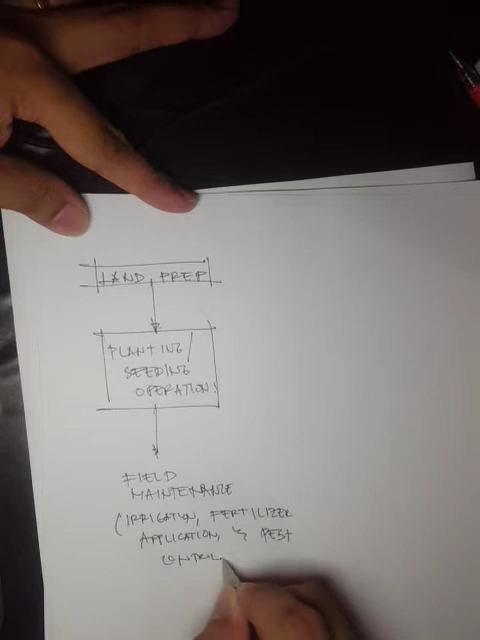 LAND PREP
PLANTING/
SEEDING
OPERATIONS
FIELD
MAINTENANCE
(IRRIGATION, FERTILIZER
APPLICATION, & PEST
CONTROL